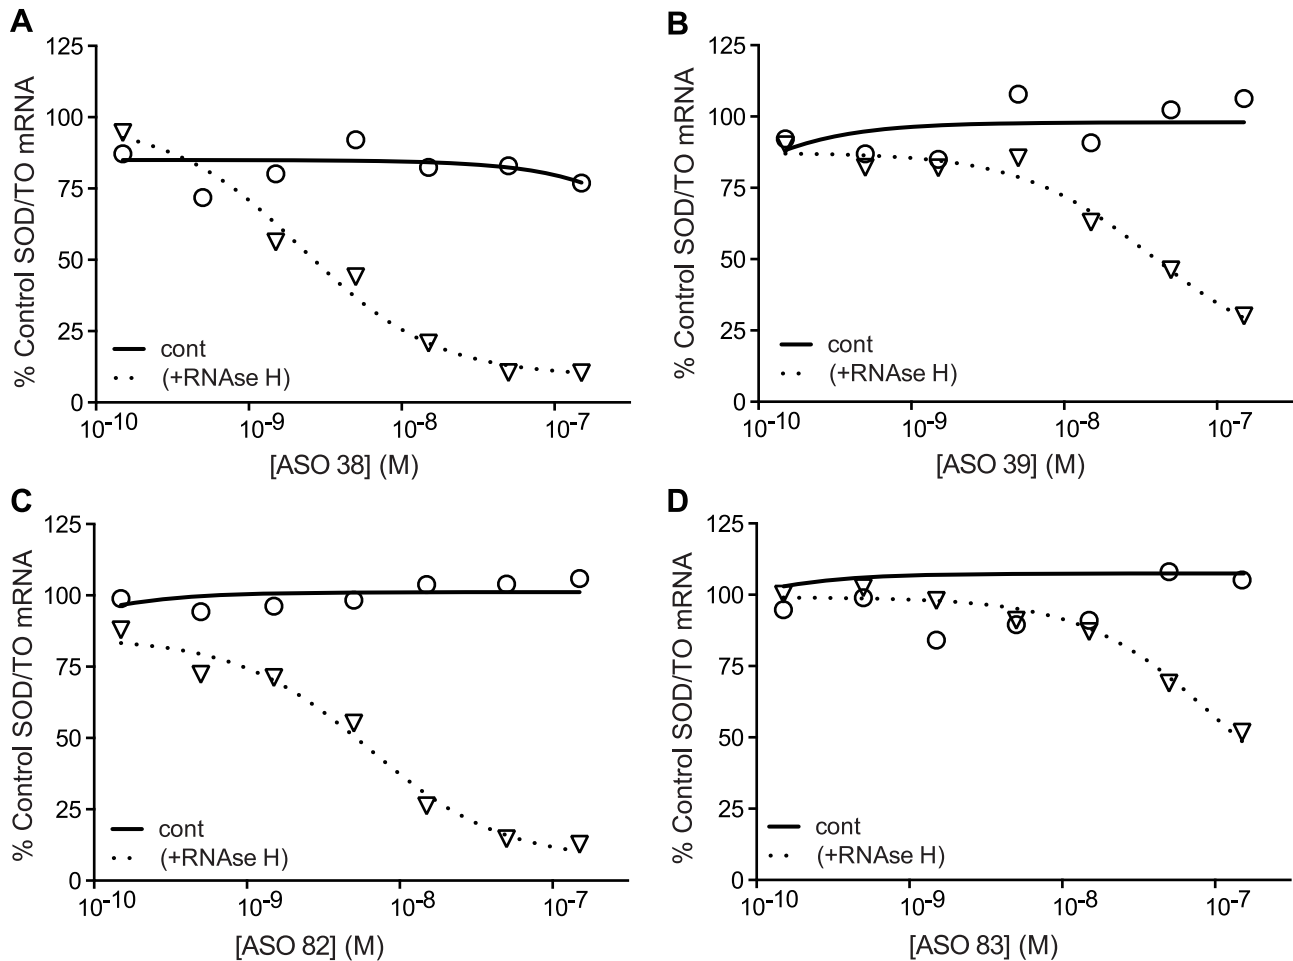 A
% Control SOD/TO mRNA
125
100
75
50
25
0
cont
(+RNAse H)
10-10
10-9
10-8
10-7
[ASO 38] (M)
B
% Control SOD/TO mRNA
125
100
75
50
25
0
cont
(+RNAse H)
10-10
10-9
10-8
10-7
[ASO 39] (M)
C
% Control SOD/TO mRNA
125
100
75
50
25
0
cont
(+RNAse H)
10-10
10-9
10-8
10-7
[ASO 82] (M)
D
% Control SOD/TO mRNA
125
100
75
50
25
0
cont
(+RNAse H)
10-10
10-9
10-8
10-7
[ASO 83] (M)